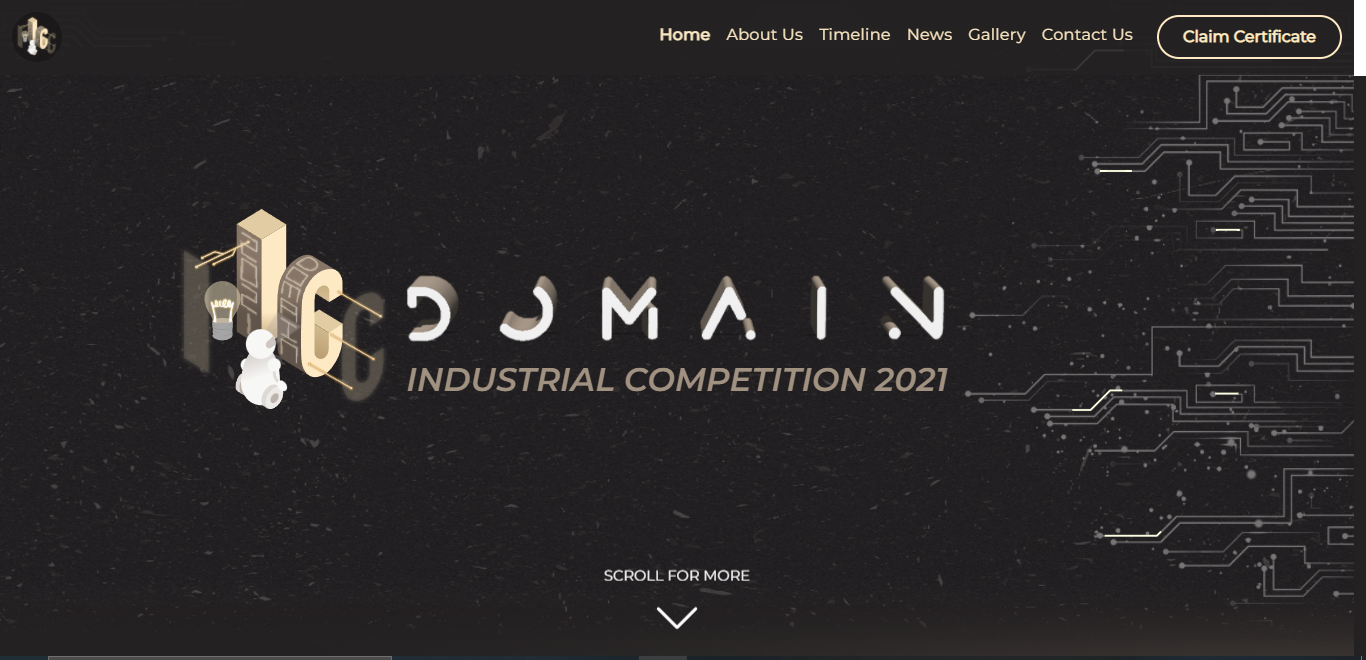 Home About Us Timeline News Gallery Contact Us Claim Certificate
DOMAIN
INDUSTRIAL COMPETITION 2021
SCROLL FOR MORE